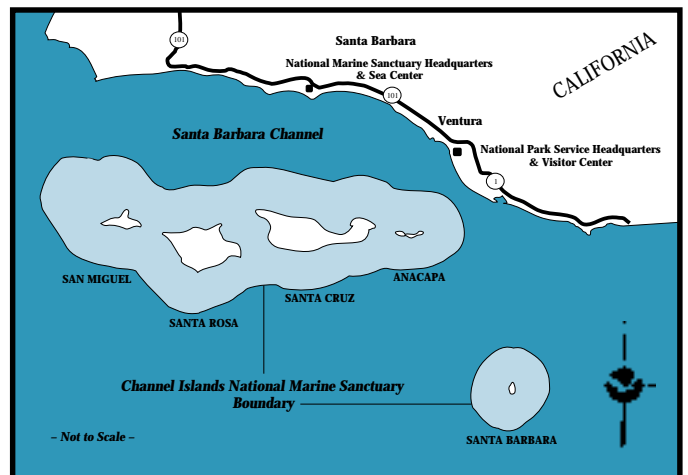 101
Santa Barbara
National Marine Sanctuary Headquarters
& Sea Center
CALIFORNIA
101
Ventura
Santa Barbara Channel
National Park Service Headquarters
& Visitor Center
1
SAN MIGUEL
ANACAPA
SANTA CRUZ
SANTA ROSA
Channel Islands National Marine Sanctuary
Boundary
– Not to Scale –
SANTA BARBARA